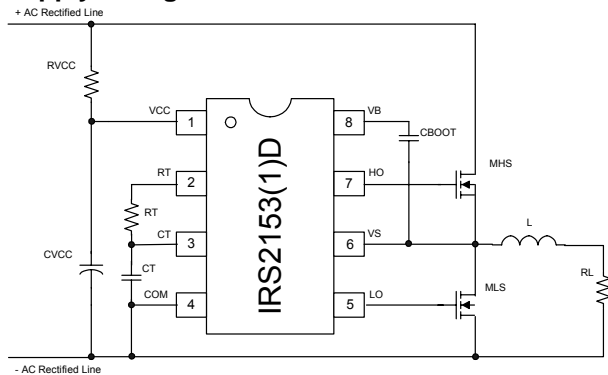 + AC Rectified Line
RVCC
VCC
1
8
VB
CBOOT
MHS
RT
2
7
HO
RT
IRS2153(1)D
CT
3
6
VS
L
CVCC
CT
RL
COM
4
5
LO
MLS
- AC Rectified Line